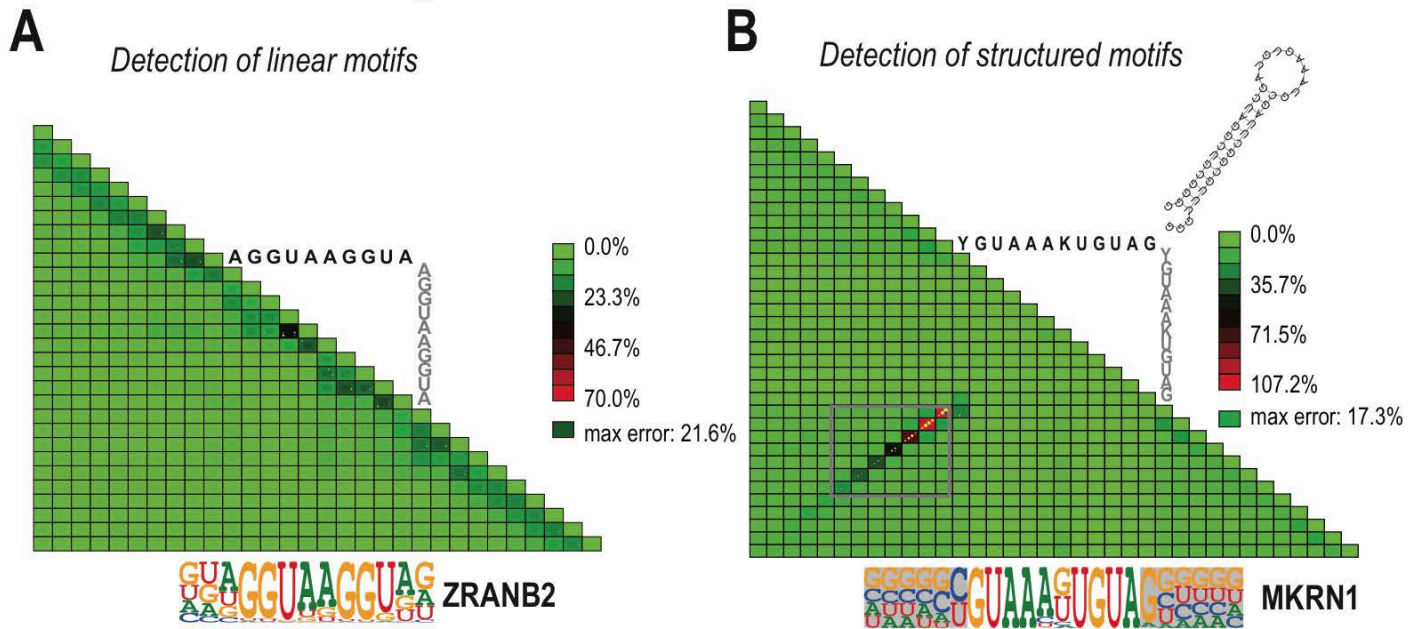 A
Detection of linear motifs
AGGUAAGGUA
AGGUAAGGUA
0.0%
23.3%
46.7%
70.0%
max error: 21.6%
ZRANB2
B
Detection of structured motifs
YGUAAAKUGUAG
YGUAAAKUGUAG
0.0%
35.7%
71.5%
107.2%
max error: 17.3%
GUAAA
UGUAG
MKRN1